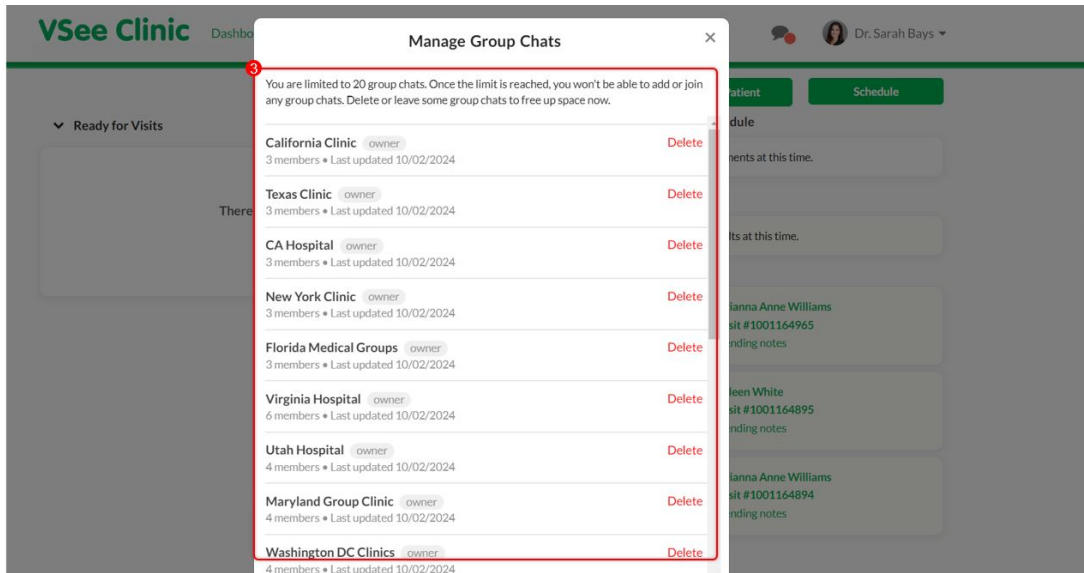 VSee Clinic
Dashbo
Dr. Sarah Bays
Manage Group Chats
×
3
You are limited to 20 group chats. Once the limit is reached, you won't be able to add or join
any group chats. Delete or leave some group chats to free up space now.
California Clinic owner Delete
3 members • Last updated 10/02/2024
Texas Clinic owner Delete
3 members • Last updated 10/02/2024
CA Hospital owner Delete
3 members • Last updated 10/02/2024
New York Clinic owner Delete
3 members • Last updated 10/02/2024
Florida Medical Groups owner Delete
3 members • Last updated 10/02/2024
Virginia Hospital owner Delete
6 members • Last updated 10/02/2024
Utah Hospital owner Delete
4 members • Last updated 10/02/2024
Maryland Group Clinic owner Delete
4 members • Last updated 10/02/2024
Washington DC Clinics owner Delete
4 members • Last updated 10/02/2024
Ready for Visits
There
atient
Schedule
dule
ents at this time.
lts at this time.
ianna Anne Williams
sit #1001164965
nding notes
leen White
sit #1001164895
nding notes
ianna Anne Williams
sit #1001164894
nding notes